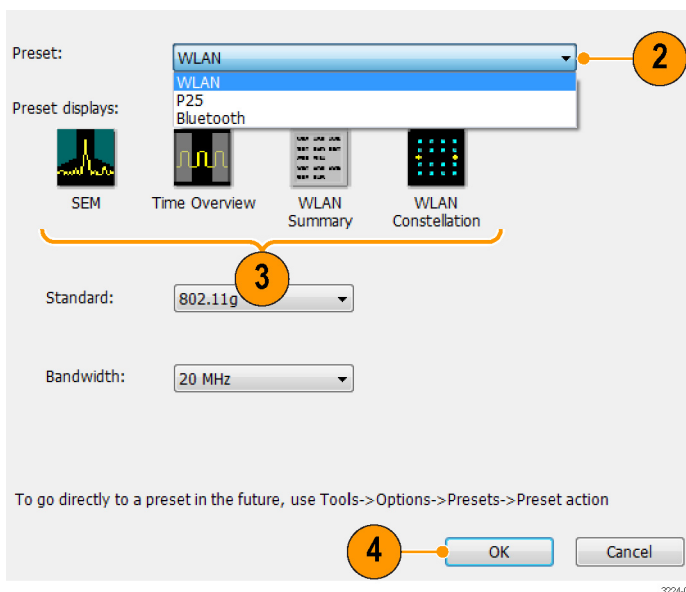 Preset:
WLAN
2
WLAN
P25
Bluetooth
Preset displays:
SEM
Time Overview
WLAN Summary
WLAN Constellation
3
Standard:
802.11g
Bandwidth:
20 MHz
To go directly to a preset in the future, use Tools->Options->Presets->Preset action
4
OK
Cancel